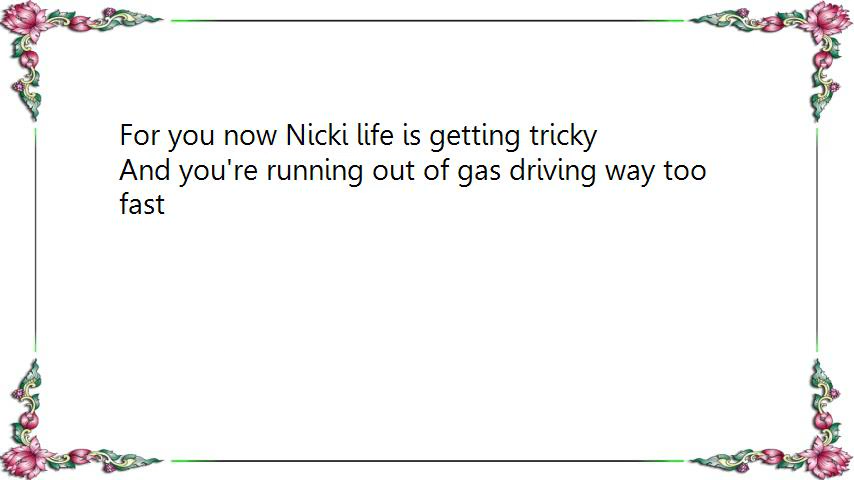 For you now Nicki life is getting tricky
And you're running out of gas driving way too
fast